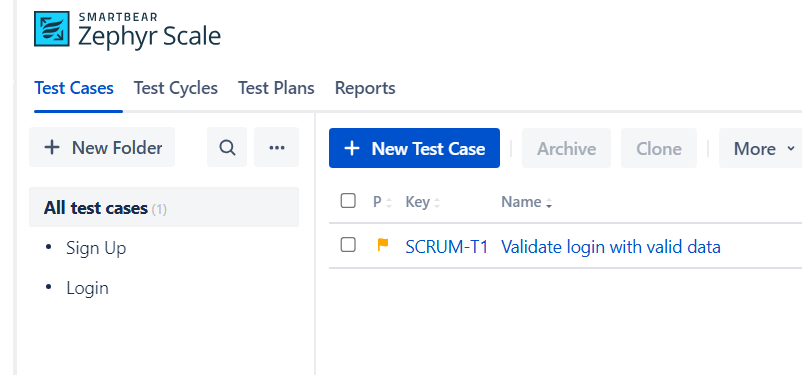 SMARTBEAR
Zephyr Scale
Test Cases Test Cycles Test Plans Reports
+ New Folder
All test cases (1)
• Sign Up
• Login
+ New Test Case Archive Clone More
P Key Name
SCRUM-T1 Validate login with valid data